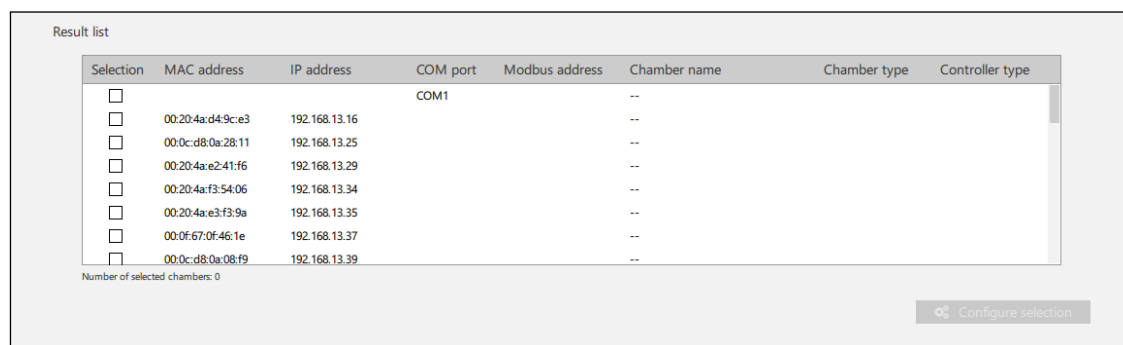 Result list
Selection MAC address IP address COM port Modbus address Chamber name Chamber type Controller type
COM1 --
00:20:4a:d4:9c:e3 192.168.13.16 --
00:0c:d8:0a:28:11 192.168.13.25 --
00:20:4a:e2:41:f6 192.168.13.29 --
00:20:4a:f3:54:06 192.168.13.34 --
00:20:4a:e3:f3:9a 192.168.13.35 --
00:0f:67:0f:46:1e 192.168.13.37 --
00:0c:d8:0a:08:f9 192.168.13.39 --
Number of selected chambers: 0
Configure selection